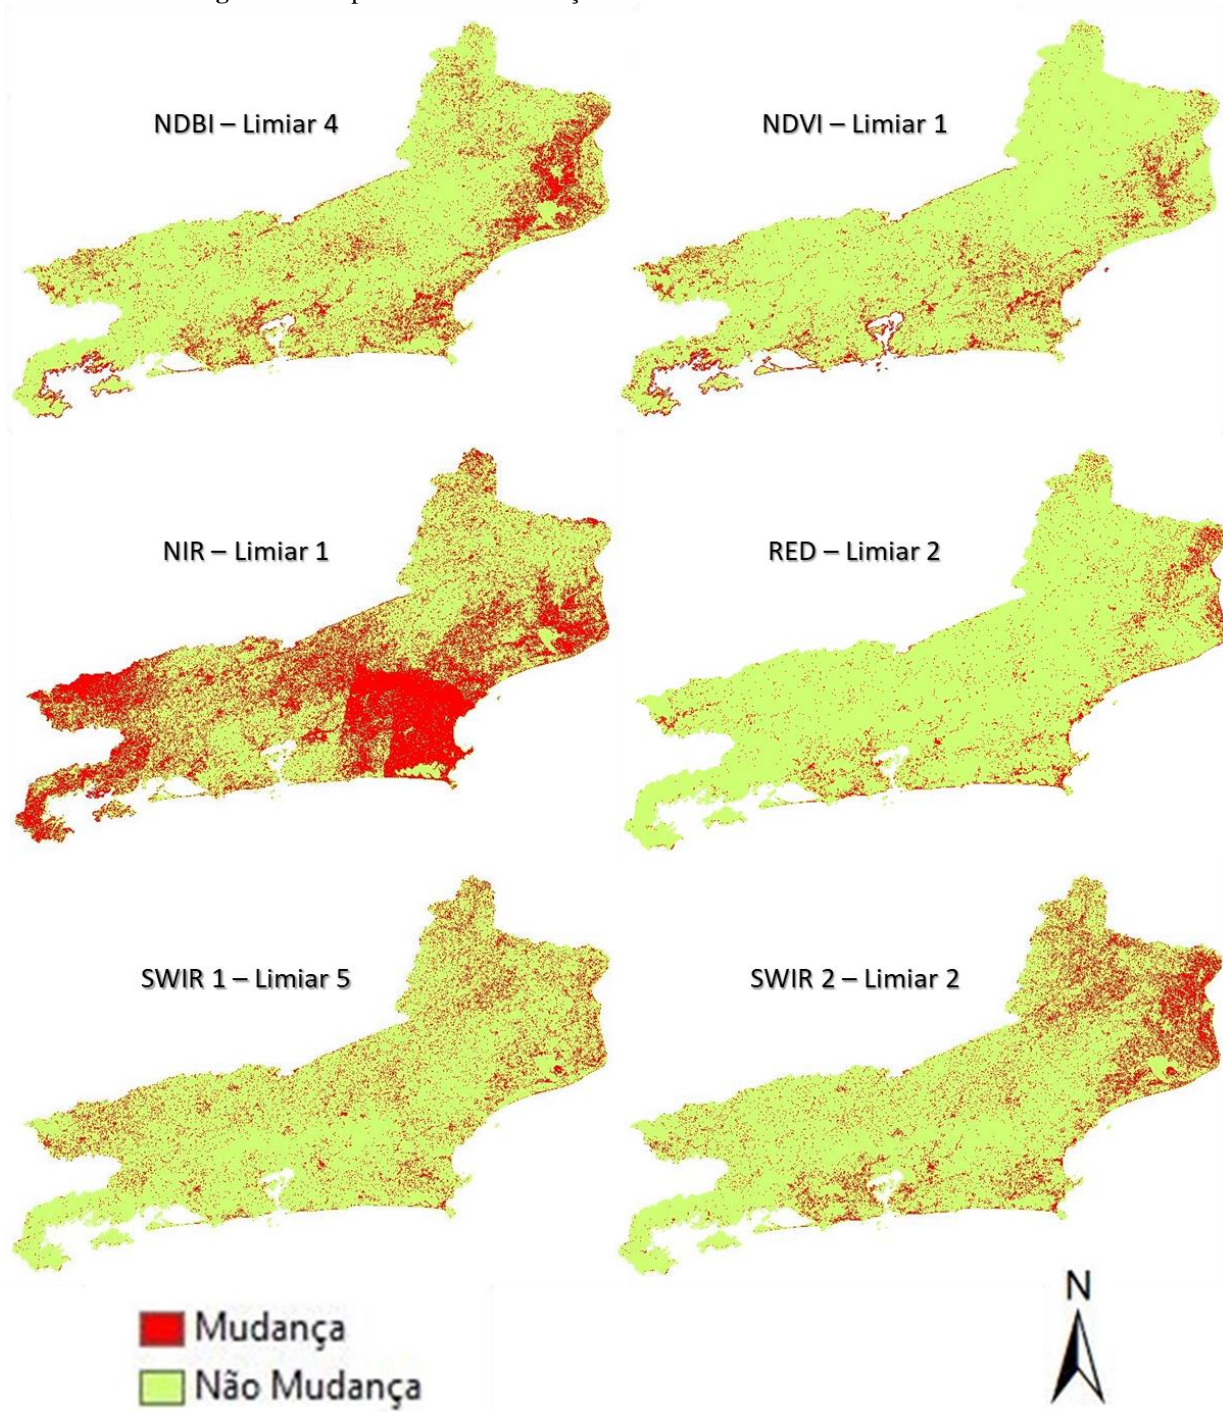 NDBI – Limiar 4
NDVI – Limiar 1
NIR – Limiar 1
RED – Limiar 2
SWIR 1 – Limiar 5
SWIR 2 – Limiar 2
N
Mudança
Não Mudança